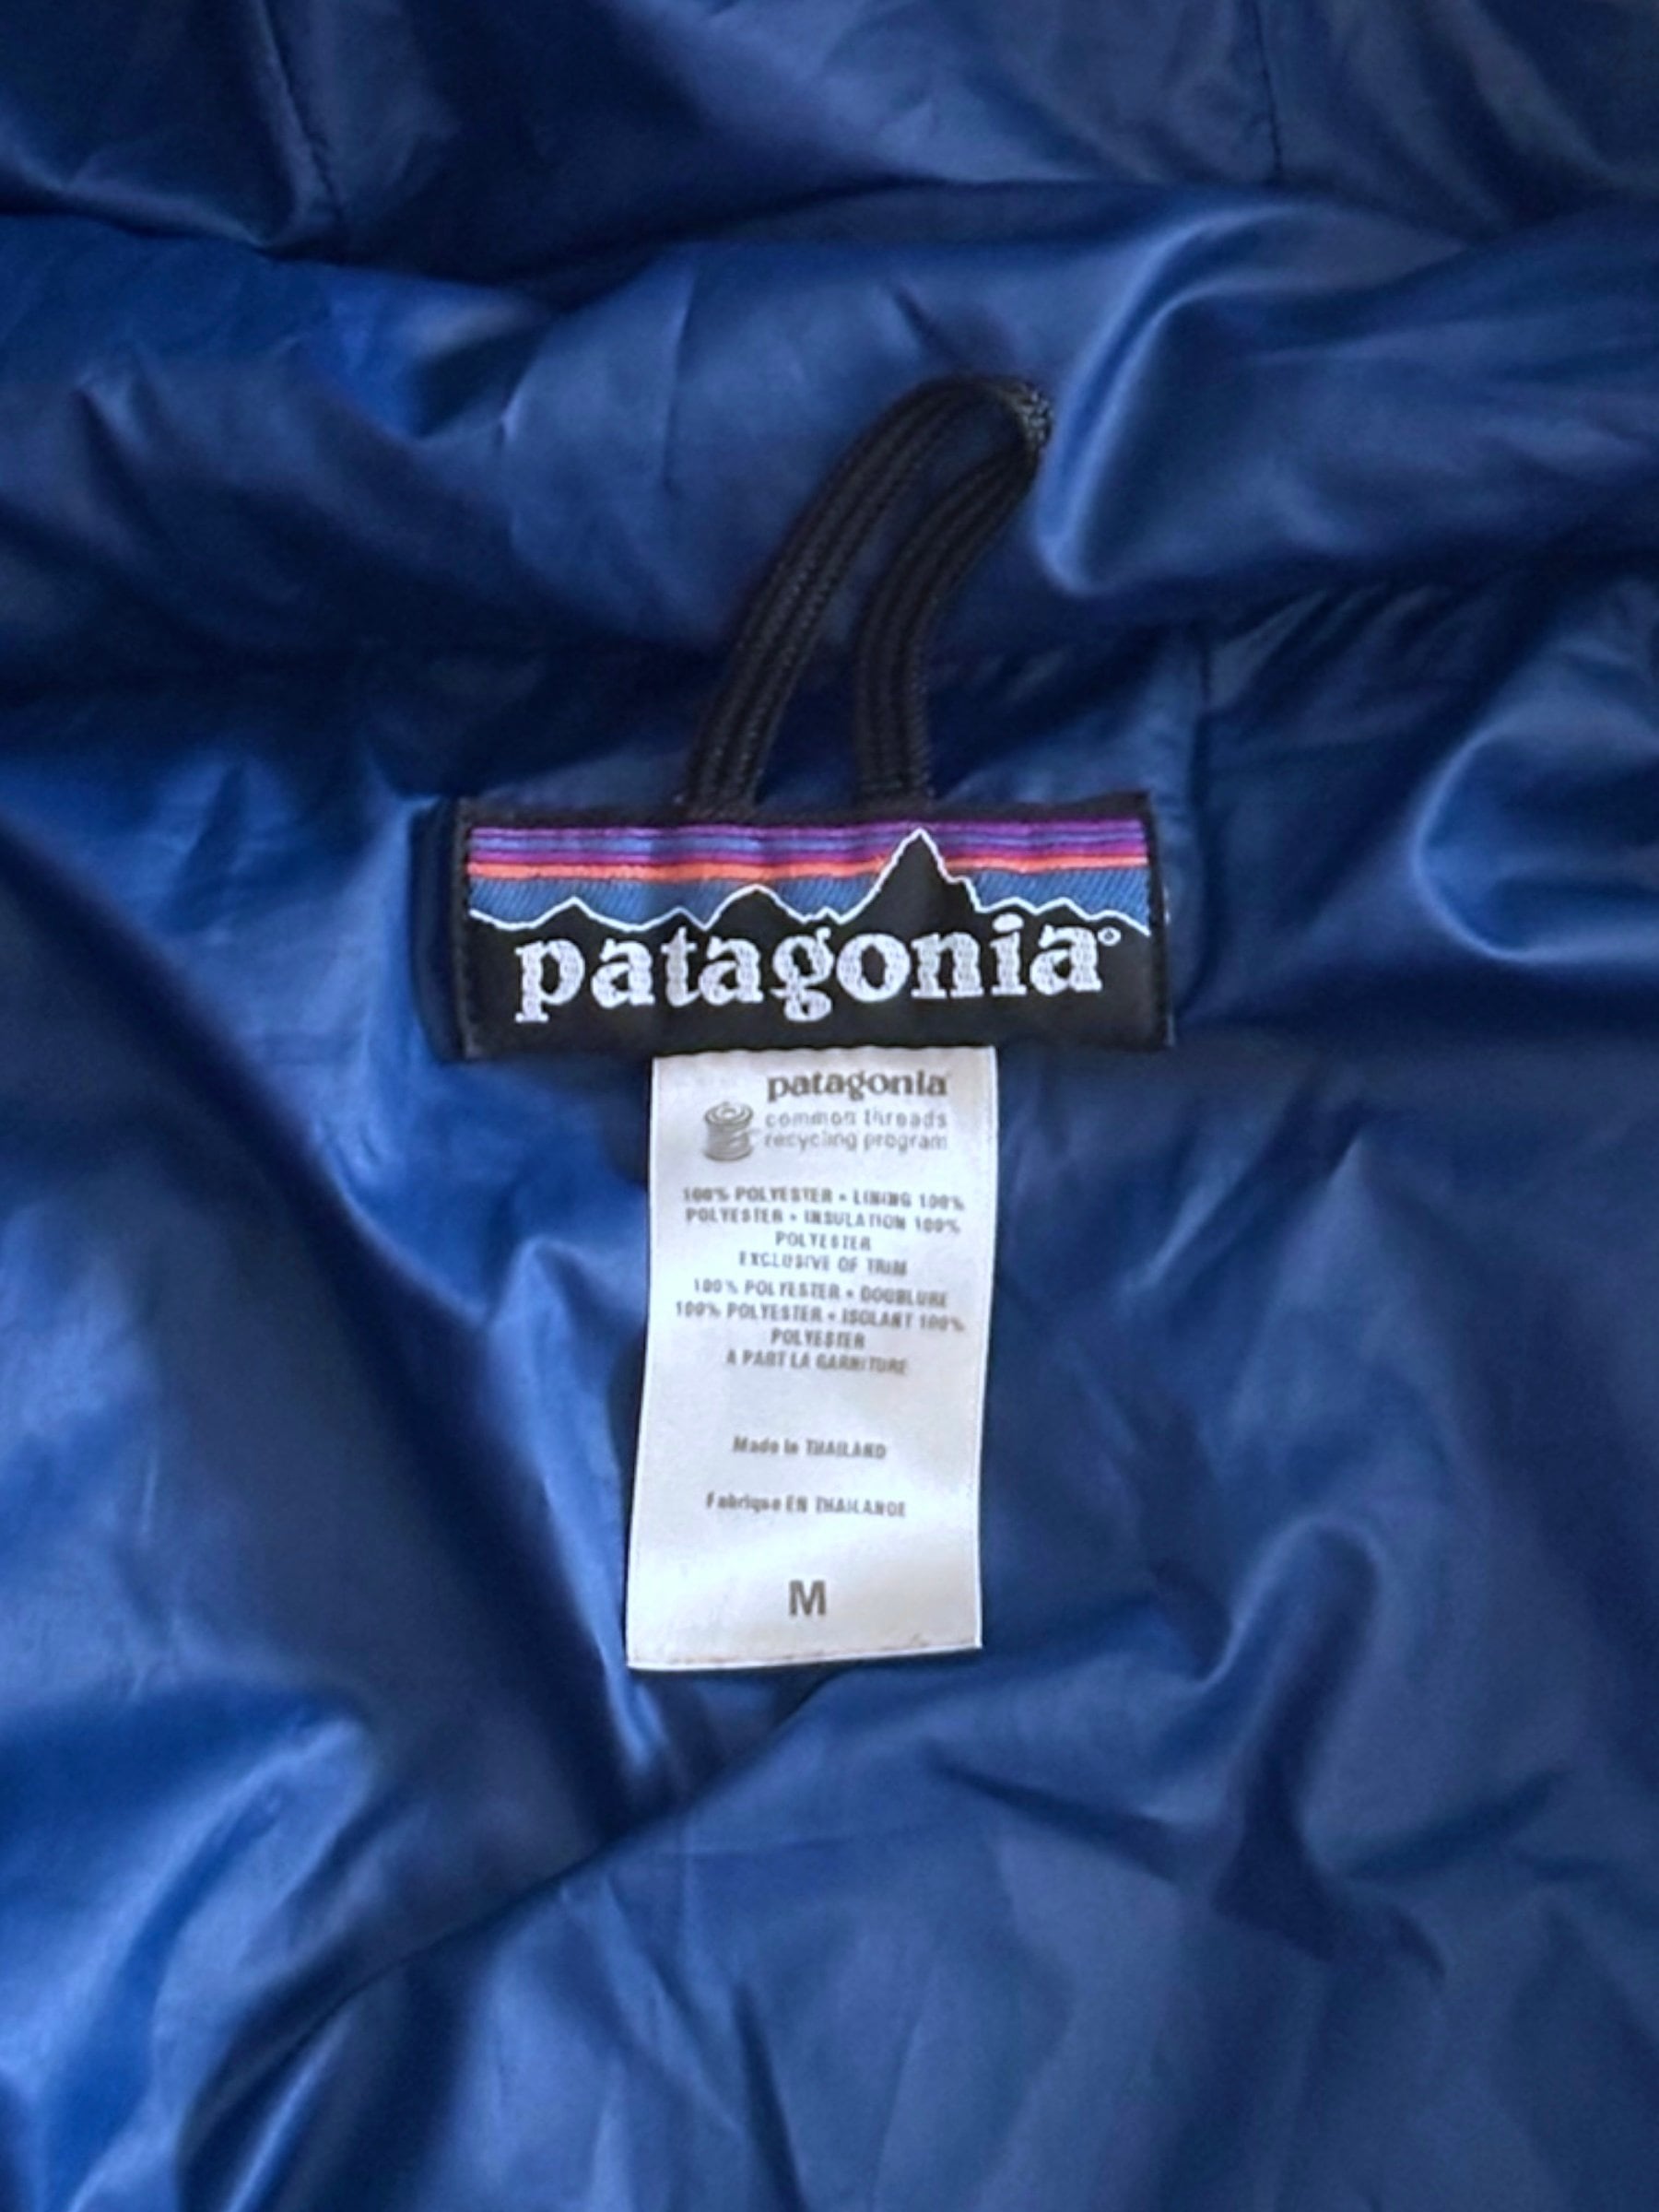 patagonia®
patagonia
common threads
recycling program
100% POLYESTER • LINING 100%
POLYESTER • INSULATION 100%
POLYESTER
EXCLUSIVE OF TRIM
100% POLYESTER • DOUBLURE
100% POLYESTER • ISOLANT 100%
POLYESTER
A PART LA GARNITURE
Made in THAILAND
Fabrique EN THAILANDE
M